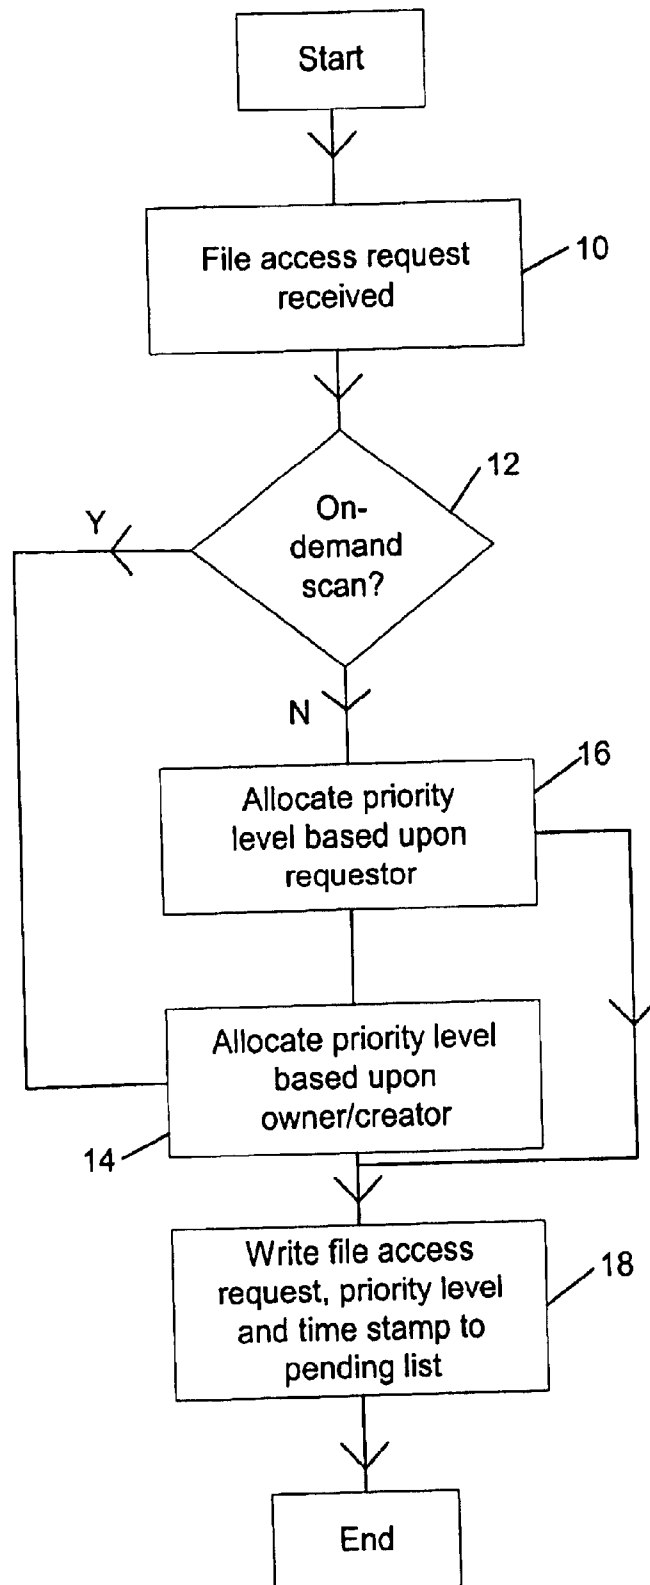 Start
File access request
received
10
12
On-
demand
scan?
Y
N
16
Allocate priority
level based upon
requestor
Allocate priority level
based upon
owner/creator
14
Write file access
request, priority level
and time stamp to
pending list
18
End